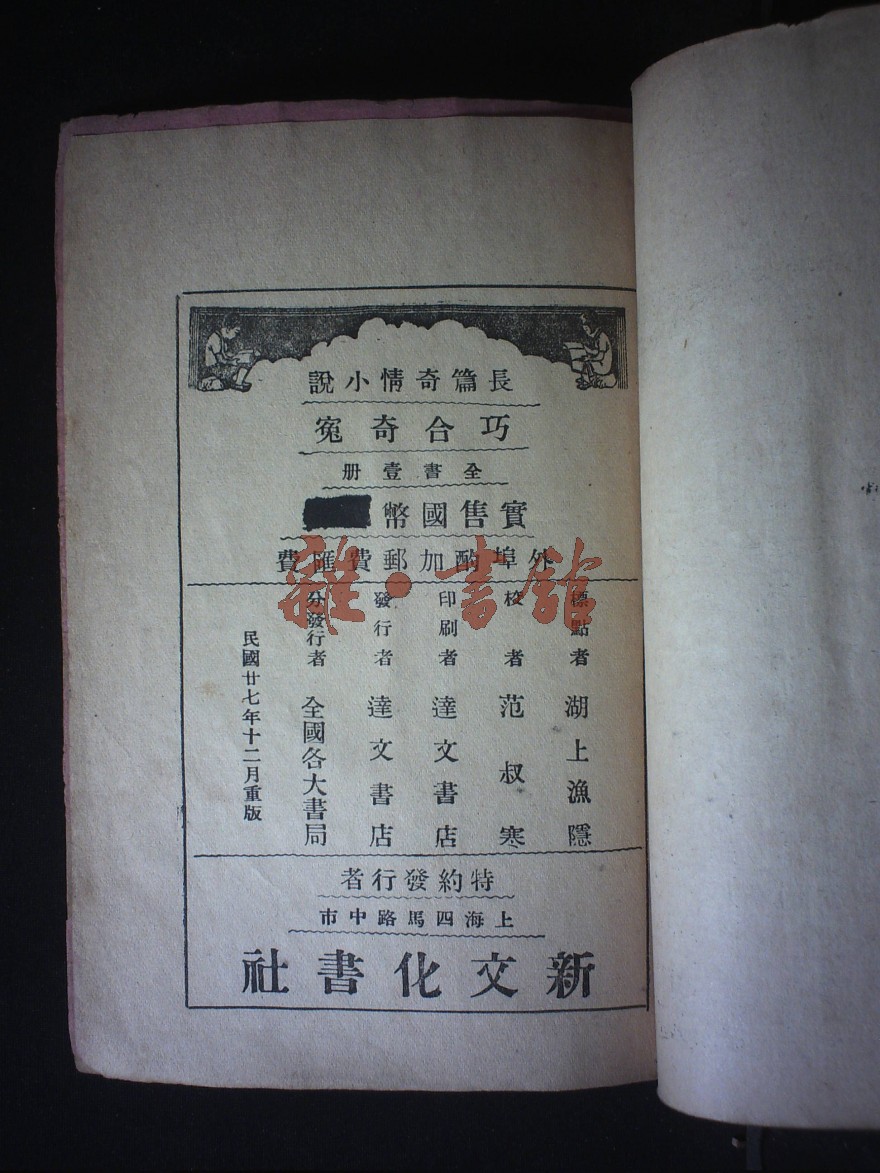 長篇奇情小說
巧合奇冤
全書壹册
實售國幣
外埠酌加郵費匯費
標點者 湖上漁隱
校者 范叔寒
印刷者 達文書店
發行者 達文書店
分發行者 全國各大書局
民國廿七年十二月重版
特約發行者
上海四馬路中市
新文化書社
雜·書舘